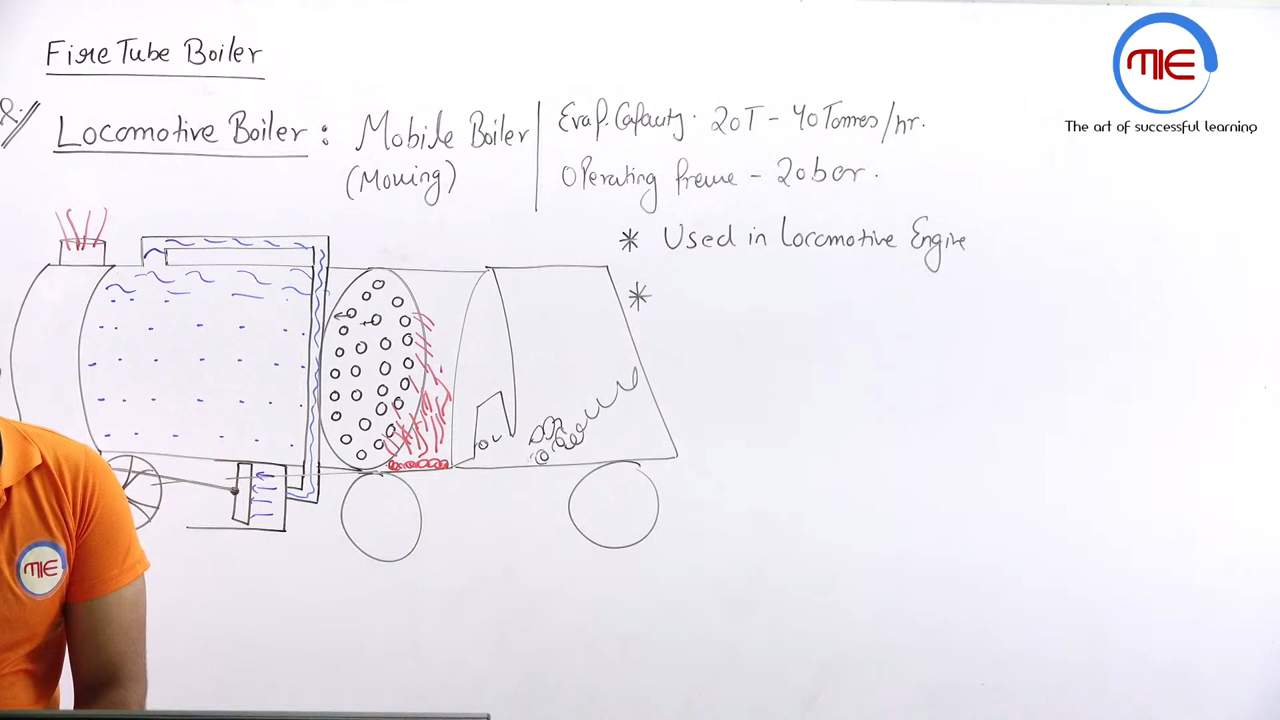 Fire Tube Boiler
MIE
The art of successful learning
Q.//
Locomotive Boiler : Mobile Boiler
(Moving)
Evap. Capacity. 20T - 40 Tonnes/hr.
Operating Preure - 20 bar.
* Used in Locomotive Engine
*
MIE